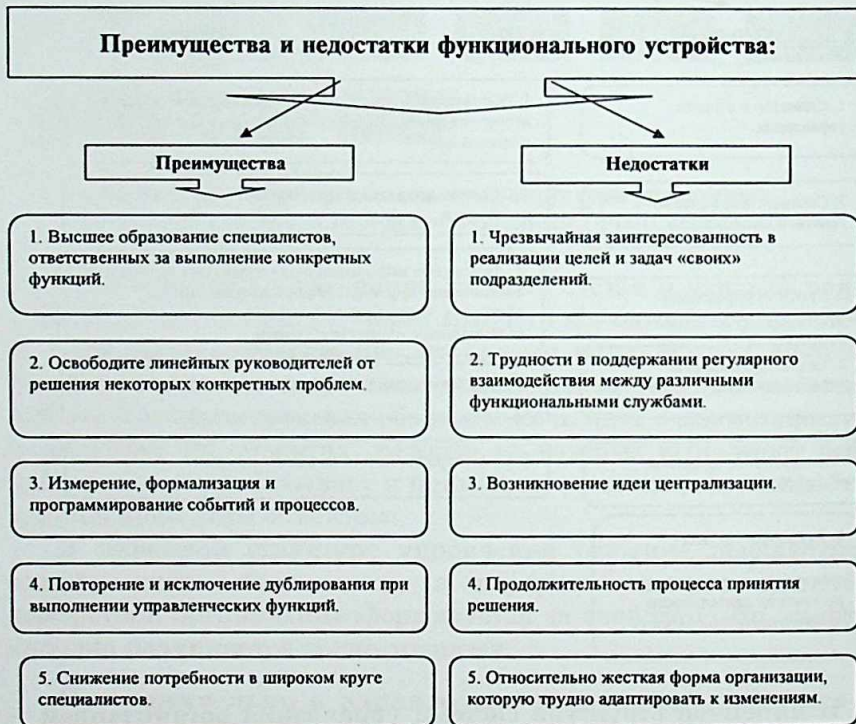 Преимущества и недостатки функционального устройства:
Преимущества
1. Высшее образование специалистов,
ответственных за выполнение конкретных
функций.
2. Освободите линейных руководителей от
решения некоторых конкретных проблем.
3. Измерение, формализация и
программирование событий и процессов.
4. Повторение и исключение дублирования при
выполнении управленческих функций.
5. Снижение потребности в широком круге
специалистов.
Недостатки
1. Чрезвычайная заинтересованность в
реализации целей и задач «своих»
подразделений.
2. Трудности в поддержании регулярного
взаимодействия между различными
функциональными службами.
3. Возникновение идеи централизации.
4. Продолжительность процесса принятия
решения.
5. Относительно жесткая форма организации,
которую трудно адаптировать к изменениям.